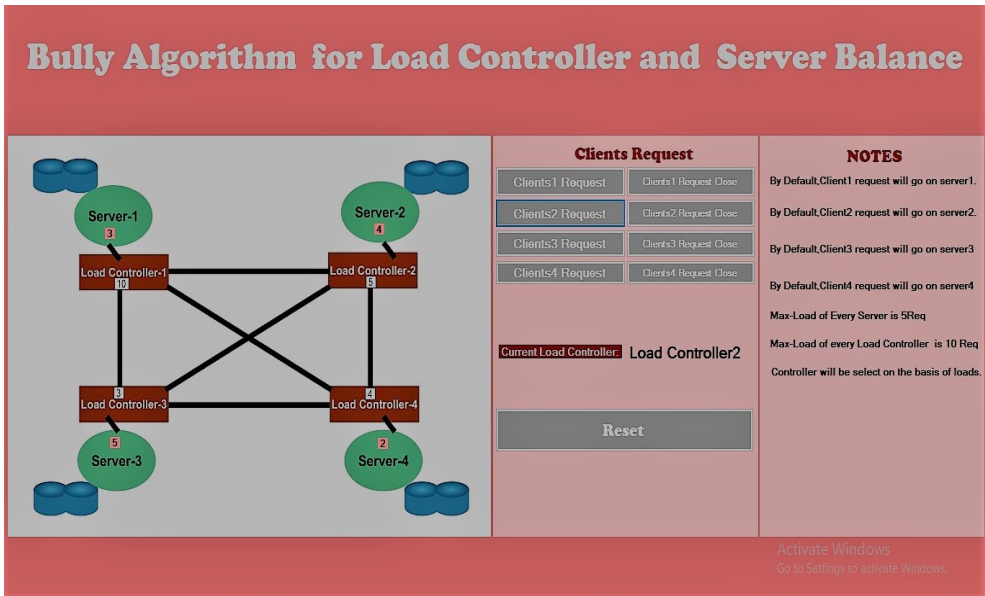 Bully Algorithm for Load Controller and Server Balance
Server-1
3
Load Controller-1
10
Server-2
4
Load Controller-2
5
3
Load Controller-3
5
Server-3
4
Load Controller-4
2
Server-4
Clients Request
Clients1 Request
Clients1 Request Close
Clients2 Request
Clients2 Request Close
Clients3 Request
Clients3 Request Close
Clients4 Request
Clients4 Request Close
Current Load Controller: Load Controller2
Reset
NOTES
By Default,Client1 request will go on server1.
By Default,Client2 request will go on server2.
By Default,Client3 request will go on server3
By Default,Client4 request will go on server4
Max-Load of Every Server is 5Req
Max-Load of every Load Controller is 10 Req
Controller will be select on the basis of loads.
Activate Windows
Go to Settings to activate Windows.